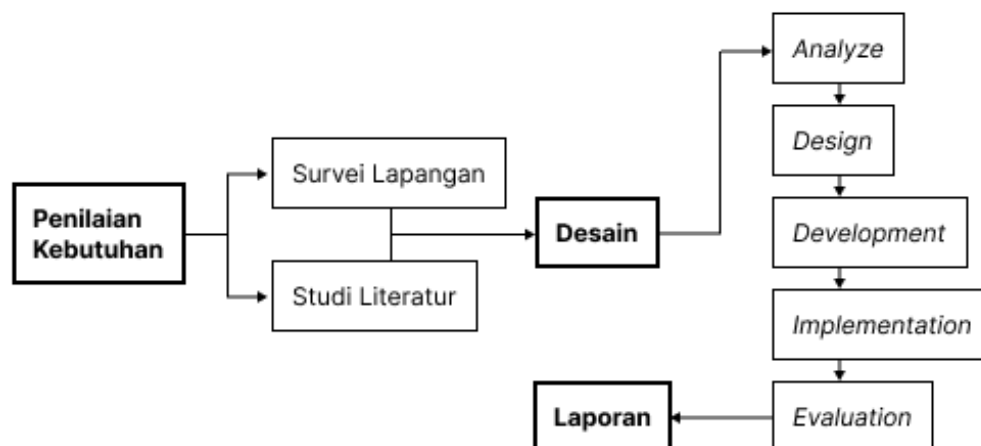 Penilaian
Kebutuhan
Survei Lapangan
Studi Literatur
Desain
Analyze
Design
Development
Implementation
Evaluation
Laporan